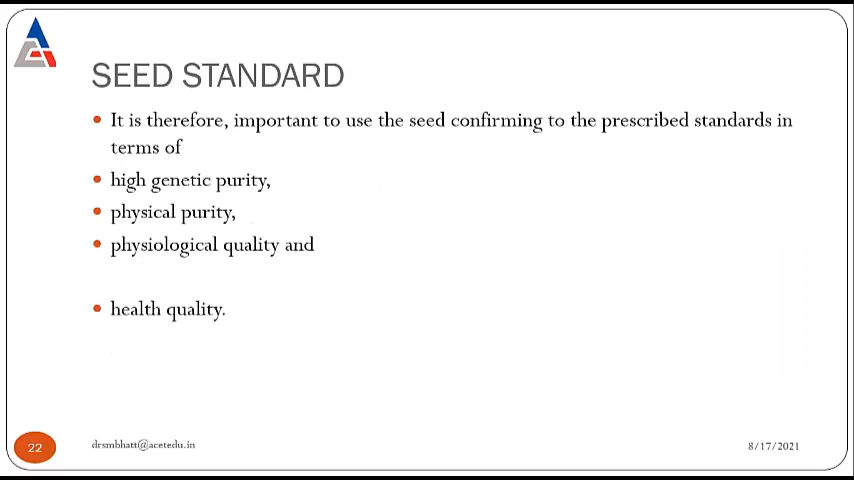 SEED STANDARD
It is therefore, important to use the seed confirming to the prescribed standards in
terms of
high genetic purity,
physical purity,
physiological quality and
health quality.
22
drsmbhatt@acetedu.in
8/17/2021